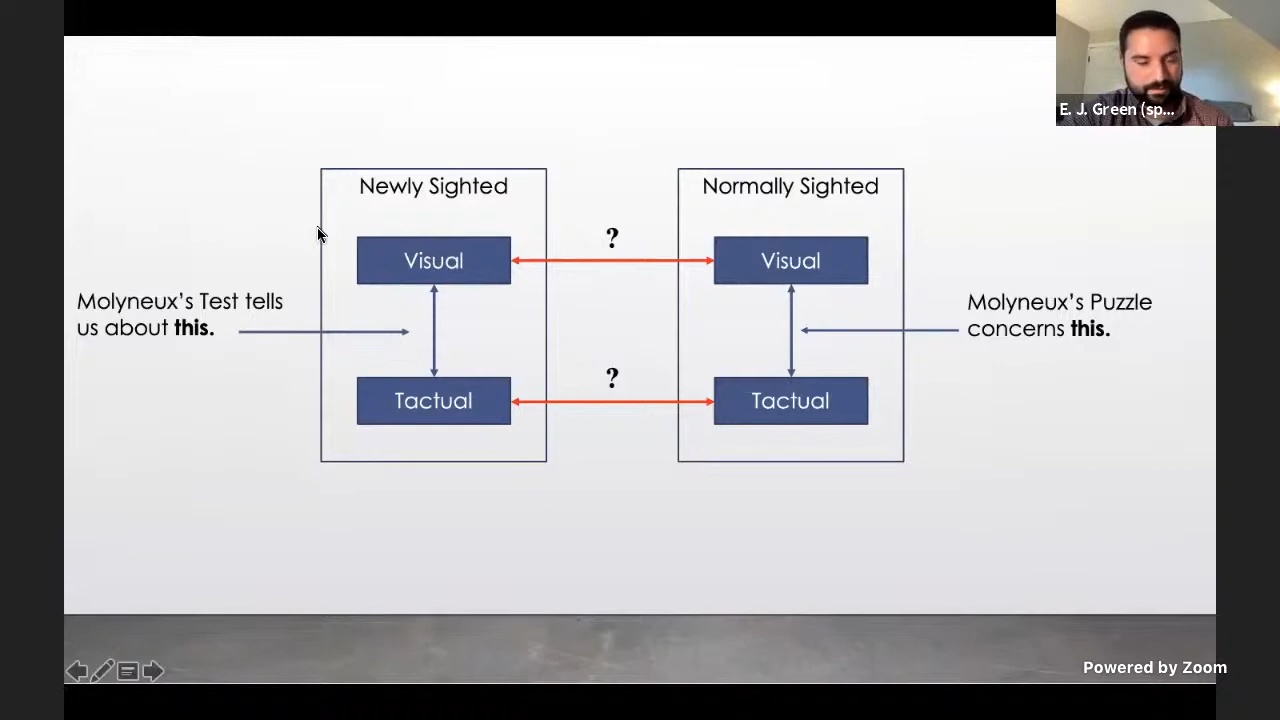 E. J. Green (sp...
Newly Sighted
Normally Sighted
?
Visual
Visual
Molyneux’s Test tells
us about this.
Molyneux’s Puzzle
concerns this.
?
Tactual
Tactual
Powered by Zoom